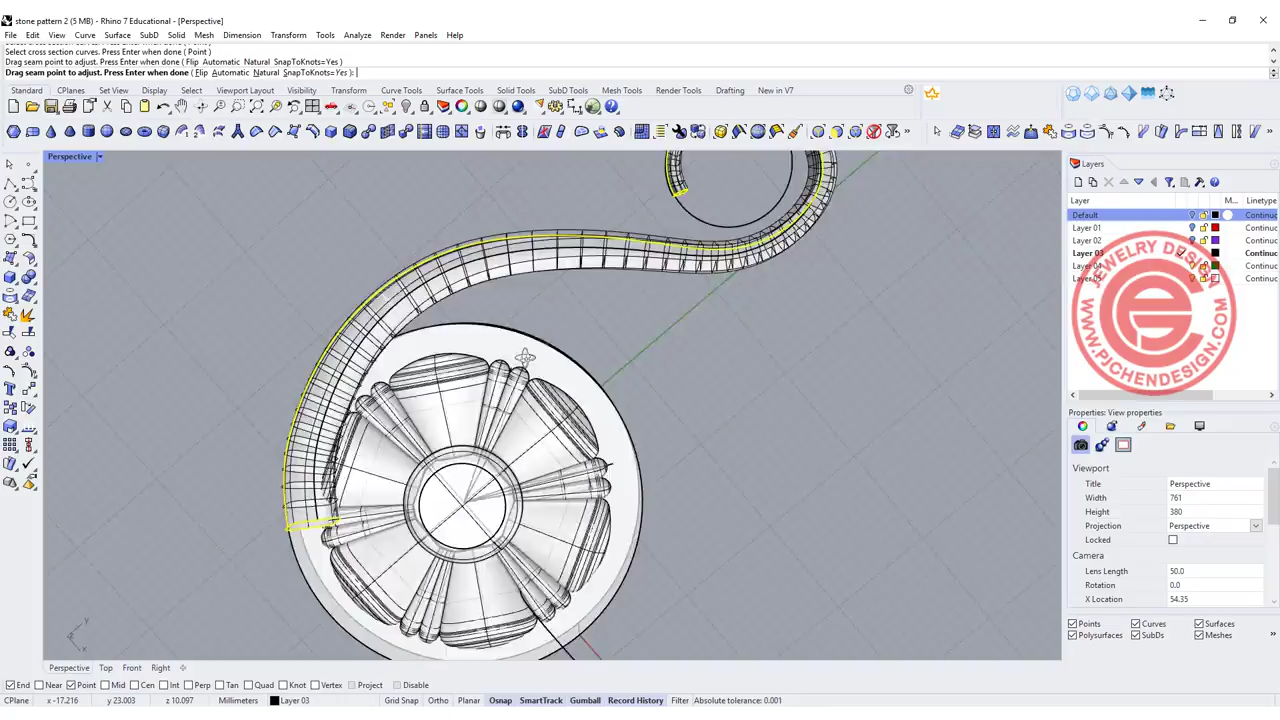 stone pattern 2 (5 MB) - Rhino 7 Educational - [Perspective]
File Edit View Curve Surface SubD Solid Mesh Dimension Transform Tools Analyze Render Panels Help
Select cross section curves. Press Enter when done ( Point )
Drag seam point to adjust. Press Enter when done ( Flip Automatic Natural SnapToKnots=Yes )
Drag seam point to adjust. Press Enter when done ( Flip Automatic Natural SnapToKnots=Yes ):
Standard CPlanes Set View Display Select Viewport Layout Visibility Transform Curve Tools Surface Tools Solid Tools SubD Tools Mesh Tools Render Tools Drafting New in V7
Perspective
Layers
Name M... Linetype
Default Continuc
Layer 01 Continuc
Layer 02 Continuc
Layer 03 Continuc
Continuc
Continuc
JEWELRY DESIGN
WWW.PJCHENDESIGN.COM
Properties: View properties
Viewport
Title Perspective
Width 761
Height 380
Projection Perspective
Locked
Camera
Lens Length 50.0
Rotation 0.0
X Location 54.35
Points Curves Surfaces
Polysurfaces SubDs Meshes
y
x
Perspective Top Front Right
End Near Point Mid Cen Int Perp Tan Quad Knot Vertex Project Disable
CPlane x -17.216 y 23.003 z 10.097 Millimeters Layer 03 Grid Snap Ortho Planar Osnap SmartTrack Gumball Record History Filter Absolute tolerance: 0.001